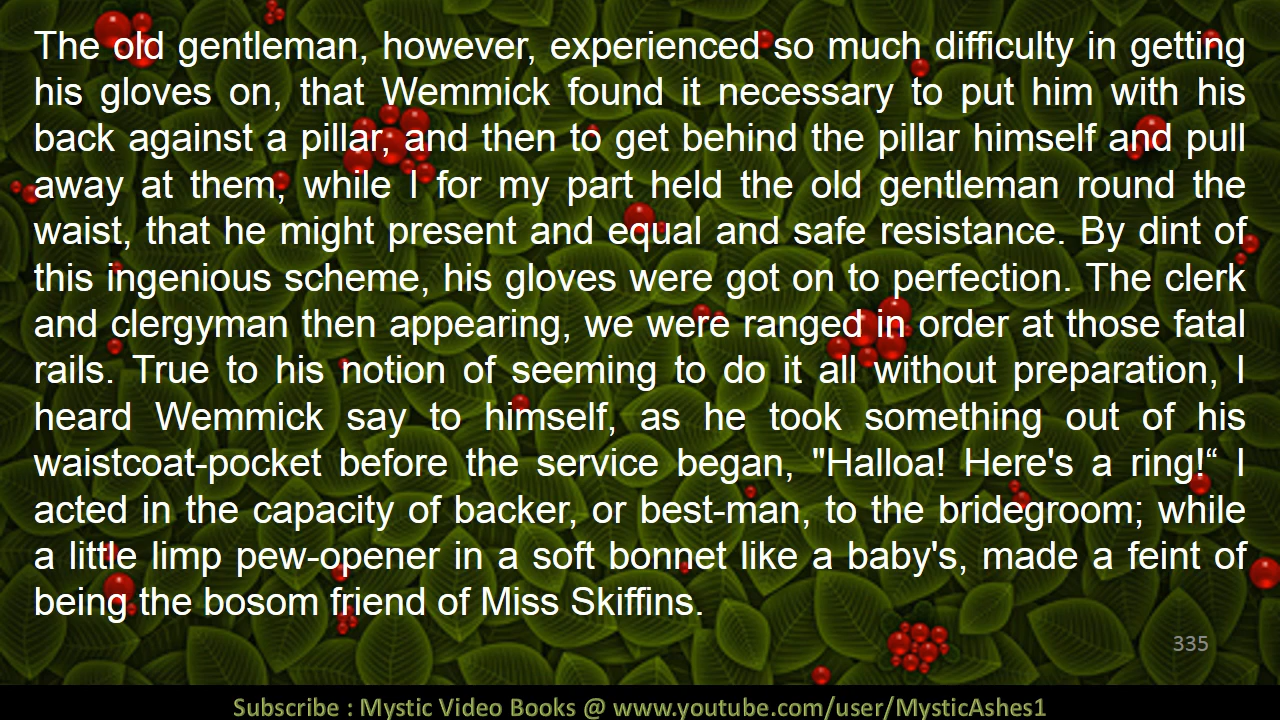 The old gentleman, however, experienced so much difficulty in getting
his gloves on, that Wemmick found it necessary to put him with his
back against a pillar, and then to get behind the pillar himself and pull
away at them, while I for my part held the old gentleman round the
waist, that he might present and equal and safe resistance. By dint of
this ingenious scheme, his gloves were got on to perfection. The clerk
and clergyman then appearing, we were ranged in order at those fatal
rails. True to his notion of seeming to do it all without preparation, I
heard Wemmick say to himself, as he took something out of his
waistcoat-pocket before the service began, "Halloa! Here's a ring!“ I
acted in the capacity of backer, or best-man, to the bridegroom; while
a little limp pew-opener in a soft bonnet like a baby's, made a feint of
being the bosom friend of Miss Skiffins.
335
Subscribe : Mystic Video Books @ www.youtube.com/user/MysticAshes1